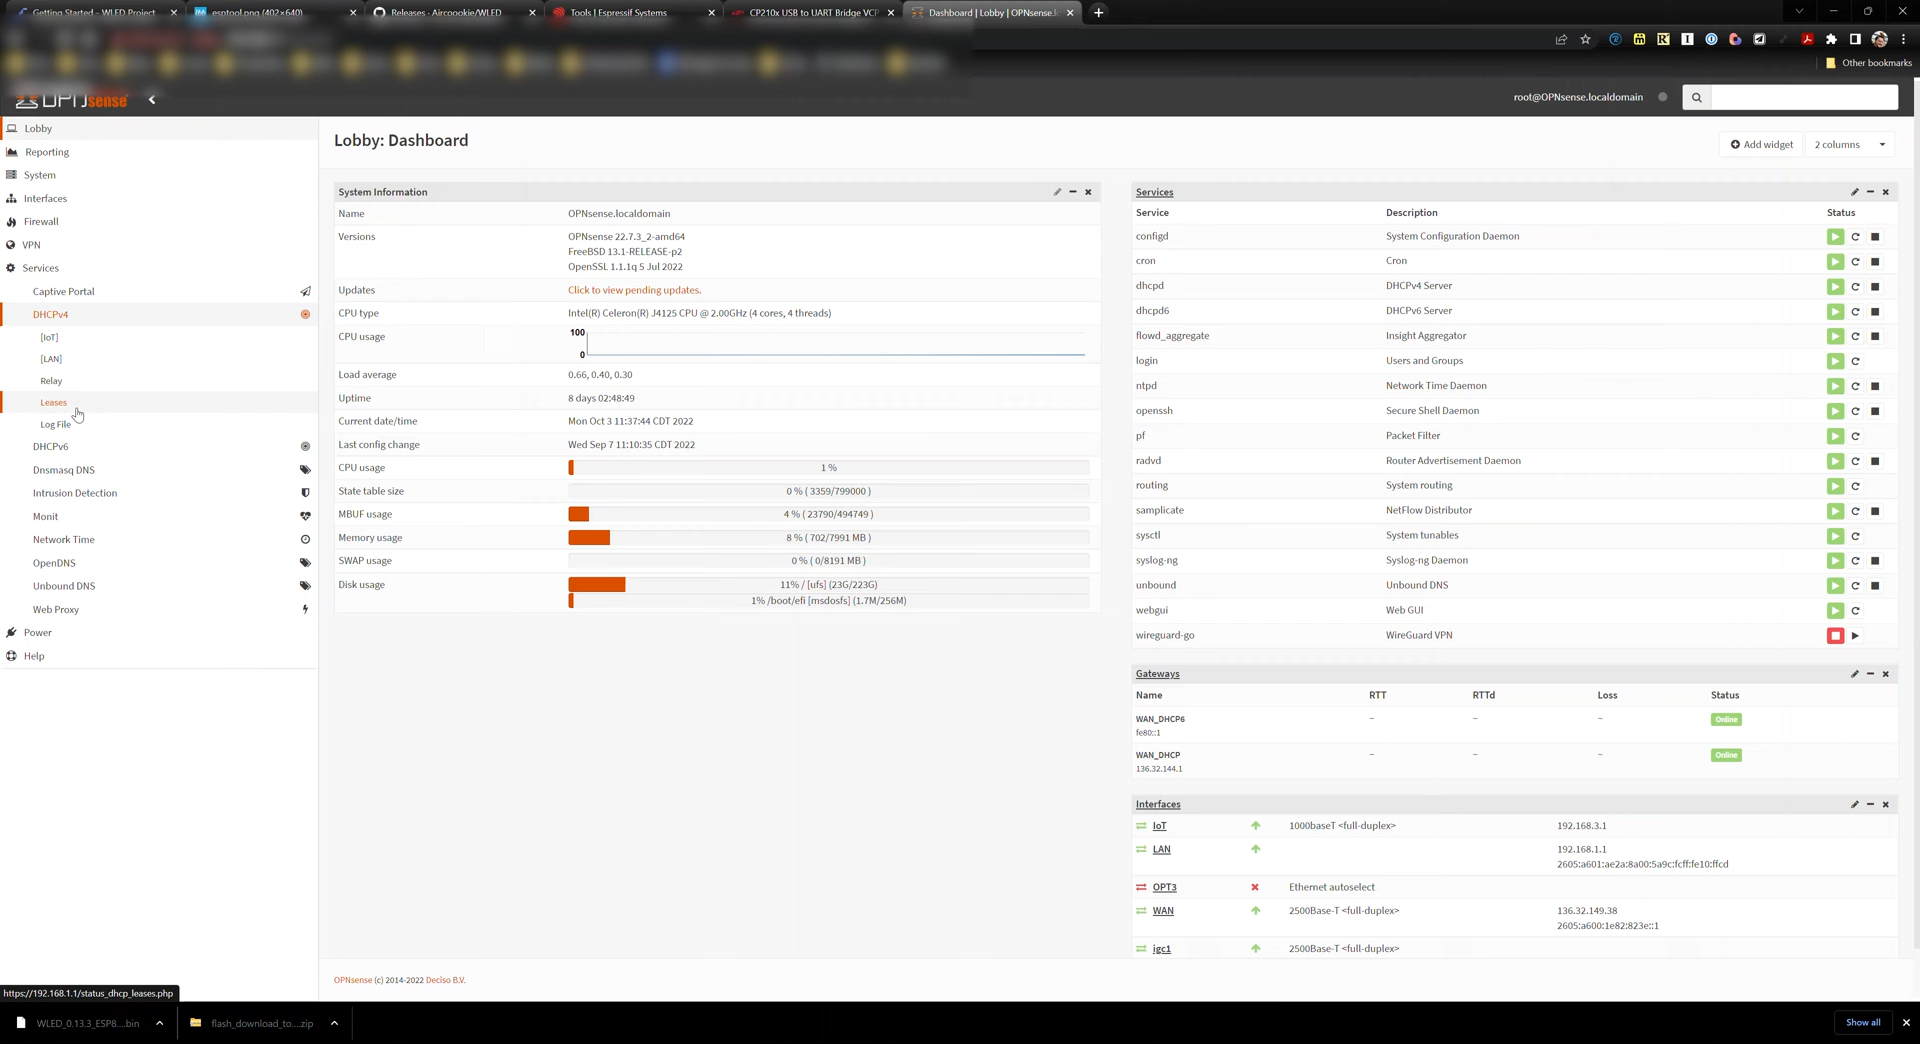 Getting Started - WLED Project
esptool.png (402×640)
Releases · Aircoookie/WLED
Tools | Espressif Systems
CP210x USB to UART Bridge VCP
Dashboard | Lobby | OPNsense.lo
Other bookmarks
OPNsense
root@OPNsense.localdomain
Lobby
Reporting
System
Interfaces
Firewall
VPN
Services
Captive Portal
DHCPv4
[IoT]
[LAN]
Relay
Leases
Log File
DHCPv6
Dnsmasq DNS
Intrusion Detection
Monit
Network Time
OpenDNS
Unbound DNS
Web Proxy
Power
Help
Lobby: Dashboard
Add widget
2 columns
System Information
Name OPNsense.localdomain
Versions OPNsense 22.7.3_2-amd64
FreeBSD 13.1-RELEASE-p2
OpenSSL 1.1.1q 5 Jul 2022
Updates Click to view pending updates.
CPU type Intel(R) Celeron(R) J4125 CPU @ 2.00GHz (4 cores, 4 threads)
CPU usage 100
0
Load average 0.66, 0.40, 0.30
Uptime 8 days 02:48:49
Current date/time Mon Oct 3 11:37:44 CDT 2022
Last config change Wed Sep 7 11:10:35 CDT 2022
CPU usage 1 %
State table size 0 % ( 3359/799000 )
MBUF usage 4 % ( 23790/494749 )
Memory usage 8 % ( 702/7991 MB )
SWAP usage 0 % ( 0/8191 MB )
Disk usage 11% / [ufs] (23G/223G)
1% /boot/efi [msdosfs] (1.7M/256M)
Services
Service Description Status
configd System Configuration Daemon
cron Cron
dhcpd DHCPv4 Server
dhcpd6 DHCPv6 Server
flowd_aggregate Insight Aggregator
login Users and Groups
ntpd Network Time Daemon
openssh Secure Shell Daemon
pf Packet Filter
radvd Router Advertisement Daemon
routing System routing
samplicate NetFlow Distributor
sysctl System tunables
syslog-ng Syslog-ng Daemon
unbound Unbound DNS
webgui Web GUI
wireguard-go WireGuard VPN
Gateways
Name RTT RTTd Loss Status
WAN_DHCP6 ~ ~ ~ Online
fe80::1
WAN_DHCP ~ ~ ~ Online
136.32.144.1
Interfaces
IoT 1000baseT <full-duplex> 192.168.3.1
LAN 192.168.1.1
2605:a601:ae2a:8a00:5a9c:fcff:fe10:ffcd
OPT3 Ethernet autoselect
WAN 2500Base-T <full-duplex> 136.32.149.38
2605:a600:1e82:823e::1
igc1 2500Base-T <full-duplex>
OPNsense (c) 2014-2022 Deciso B.V.
https://192.168.1.1/status_dhcp_leases.php
WLED_0.13.3_ESP8....bin
flash_download_to....zip
Show all